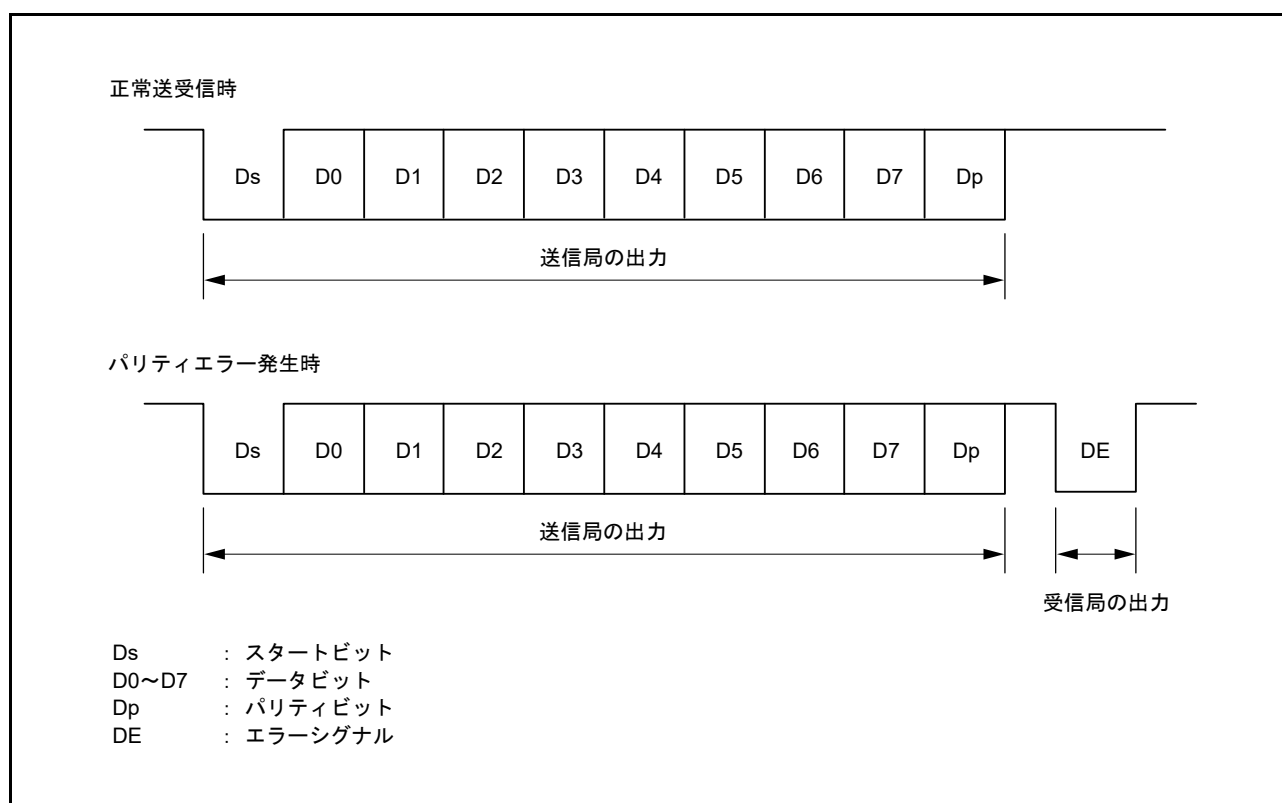 正常送受信時
Ds D0 D1 D2 D3 D4 D5 D6 D7 Dp
送信局の出力
パリティエラー発生時
Ds D0 D1 D2 D3 D4 D5 D6 D7 Dp DE
送信局の出力
受信局の出力
Ds : スタートビット
D0～D7 : データビット
Dp : パリティビット
DE : エラーシグナル